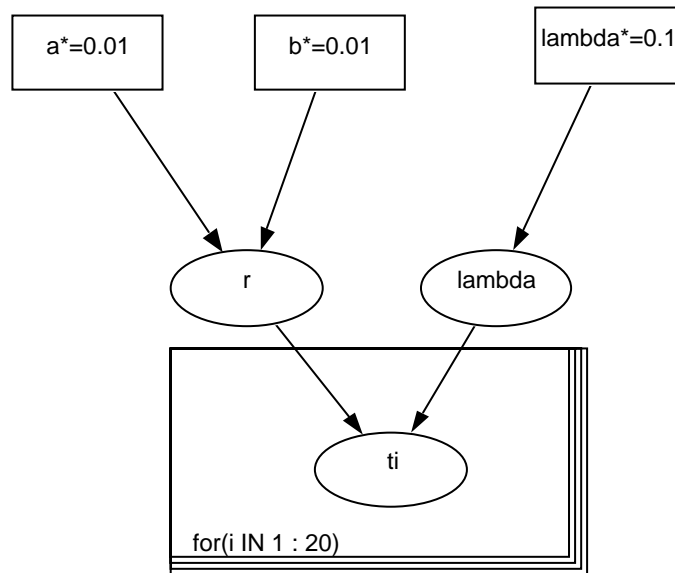 a*=0.01
b*=0.01
lambda*=0.1
r
lambda
ti
for(i IN 1 : 20)